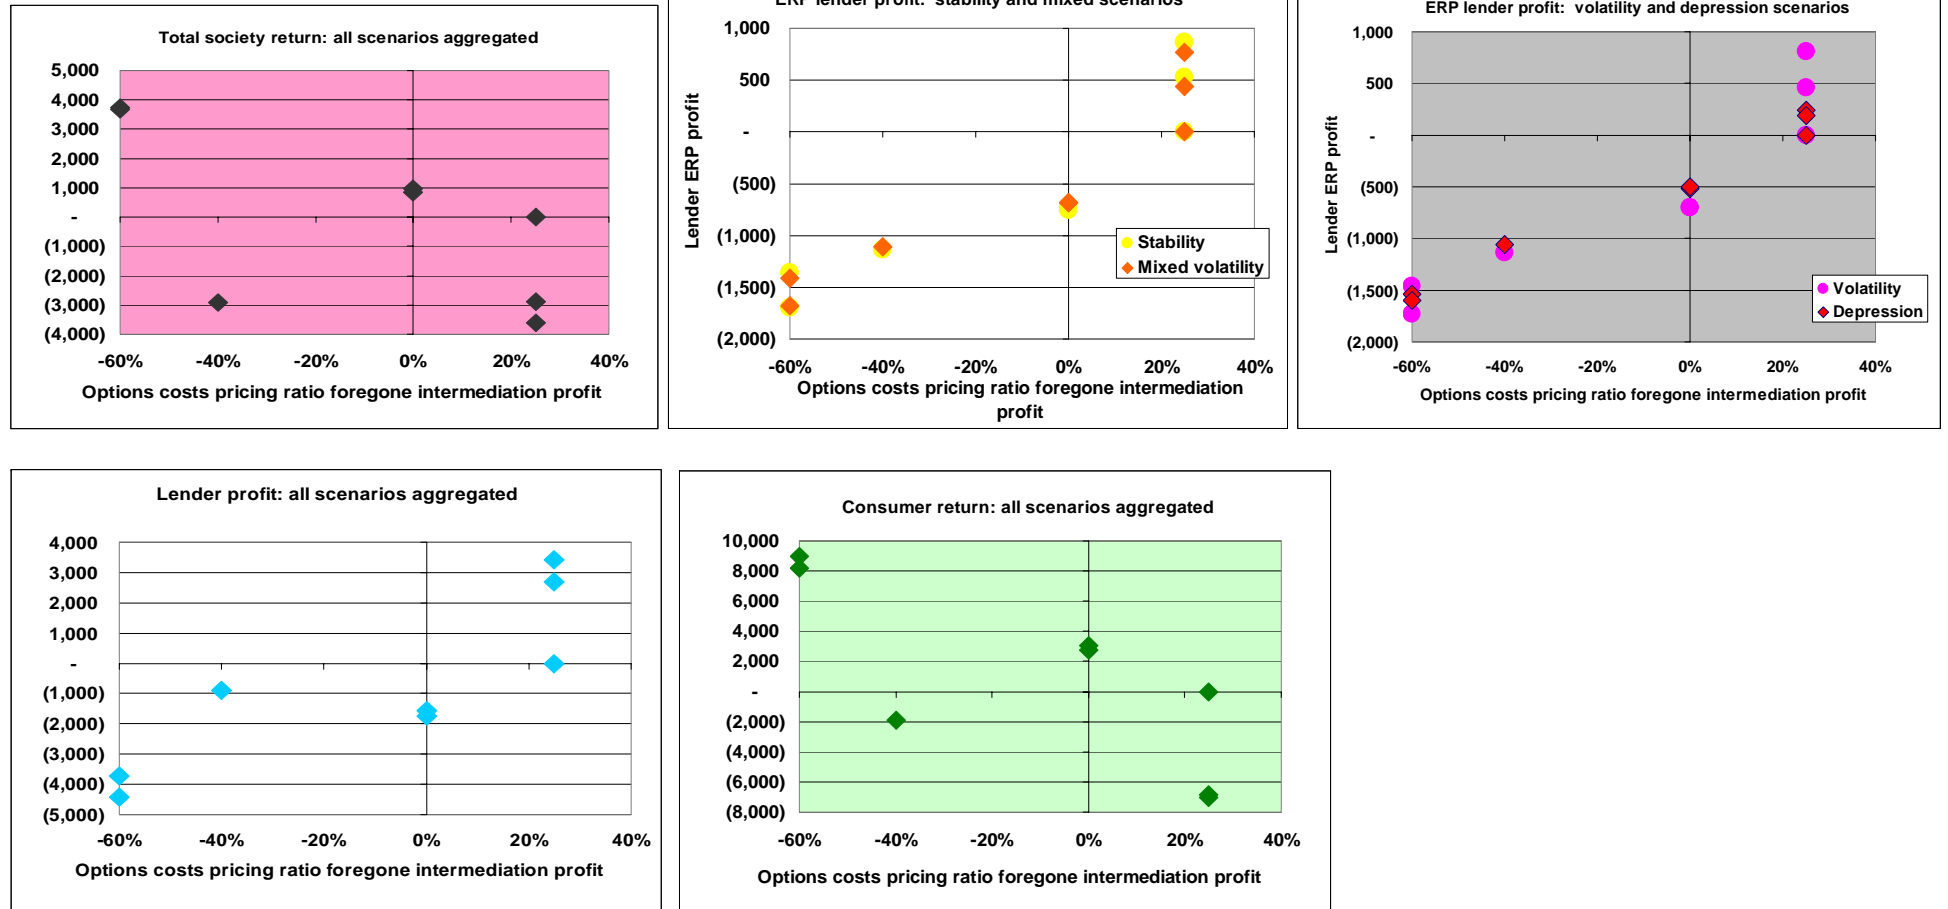 Total society return: all scenarios aggregated
5,000
4,000
3,000
2,000
1,000
-
(1,000)
(2,000)
(3,000)
(4,000)
-60% -40% -20% 0% 20% 40%
Options costs pricing ratio foregone intermediation profit
ERP lender profit: stability and mixed scenarios
Lender ERP profit
1,000
500
-
(500)
(1,000)
(1,500)
(2,000)
Stability
Mixed volatility
-60% -40% -20% 0% 20% 40%
Options costs pricing ratio foregone intermediation
profit
ERP lender profit: volatility and depression scenarios
Lender ERP profit
1,000
500
-
(500)
(1,000)
(1,500)
(2,000)
Volatility
Depression
-60% -40% -20% 0% 20% 40%
Options costs pricing ratio foregone intermediation profit
Lender profit: all scenarios aggregated
4,000
3,000
2,000
1,000
-
(1,000)
(2,000)
(3,000)
(4,000)
(5,000)
-60% -40% -20% 0% 20% 40%
Options costs pricing ratio foregone intermediation profit
Consumer return: all scenarios aggregated
10,000
8,000
6,000
4,000
2,000
-
(2,000)
(4,000)
(6,000)
(8,000)
-60% -40% -20% 0% 20% 40%
Options costs pricing ratio foregone intermediation profit